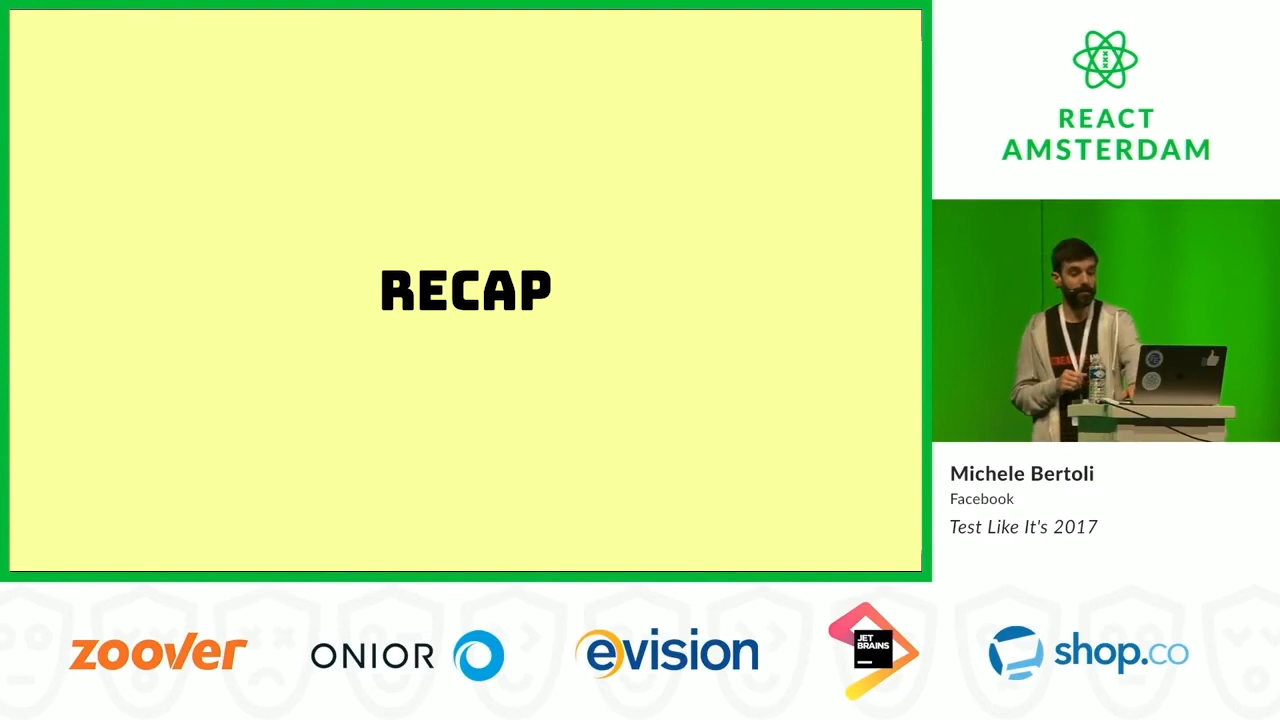 RECAP
REACT
AMSTERDAM
Michele Bertoli
Facebook
Test Like It's 2017
zoover
ONIOR
evision
JET
BRAINS
shop.co